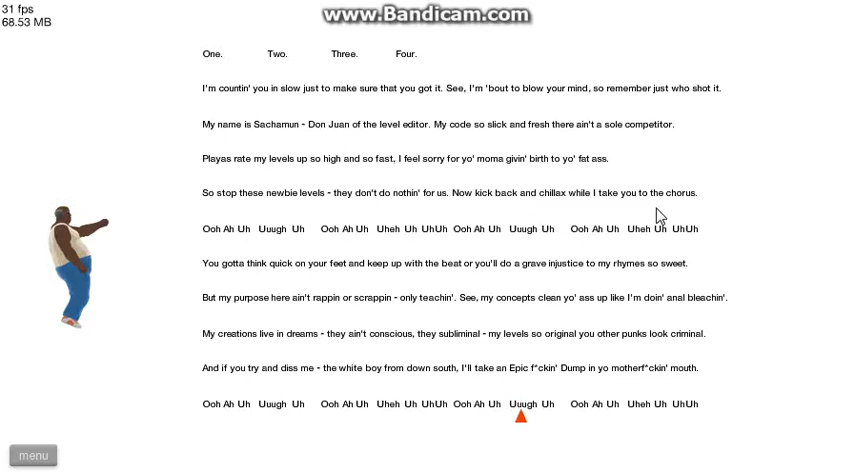 31 fps
68.53 MB
www.Bandicam.com
One. Two. Three. Four.
I'm countin' you in slow just to make sure that you got it. See, I'm 'bout to blow your mind, so remember just who shot it.
My name is Sachamun - Don Juan of the level editor. My code so slick and fresh there ain't a sole competitor.
Playas rate my levels up so high and so fast, I feel sorry for yo' moma givin' birth to yo' fat ass.
So stop these newbie levels - they don't do nothin' for us. Now kick back and chillax while I take you to the chorus.
Ooh Ah Uh Uuugh Uh Ooh Ah Uh Uheh Uh UhUh Ooh Ah Uh Uuugh Uh Ooh Ah Uh Uheh Uh UhUh
You gotta think quick on your feet and keep up with the beat or you'll do a grave injustice to my rhymes so sweet.
But my purpose here ain't rappin or scrappin - only teachin'. See, my concepts clean yo' ass up like I'm doin' anal bleachin'.
My creations live in dreams - they ain't conscious, they subliminal - my levels so original you other punks look criminal.
And if you try and diss me - the white boy from down south, I'll take an Epic f*ckin' Dump in yo motherf*ckin' mouth.
Ooh Ah Uh Uuugh Uh Ooh Ah Uh Uheh Uh UhUh Ooh Ah Uh Uuugh Uh Ooh Ah Uh Uheh Uh UhUh
menu